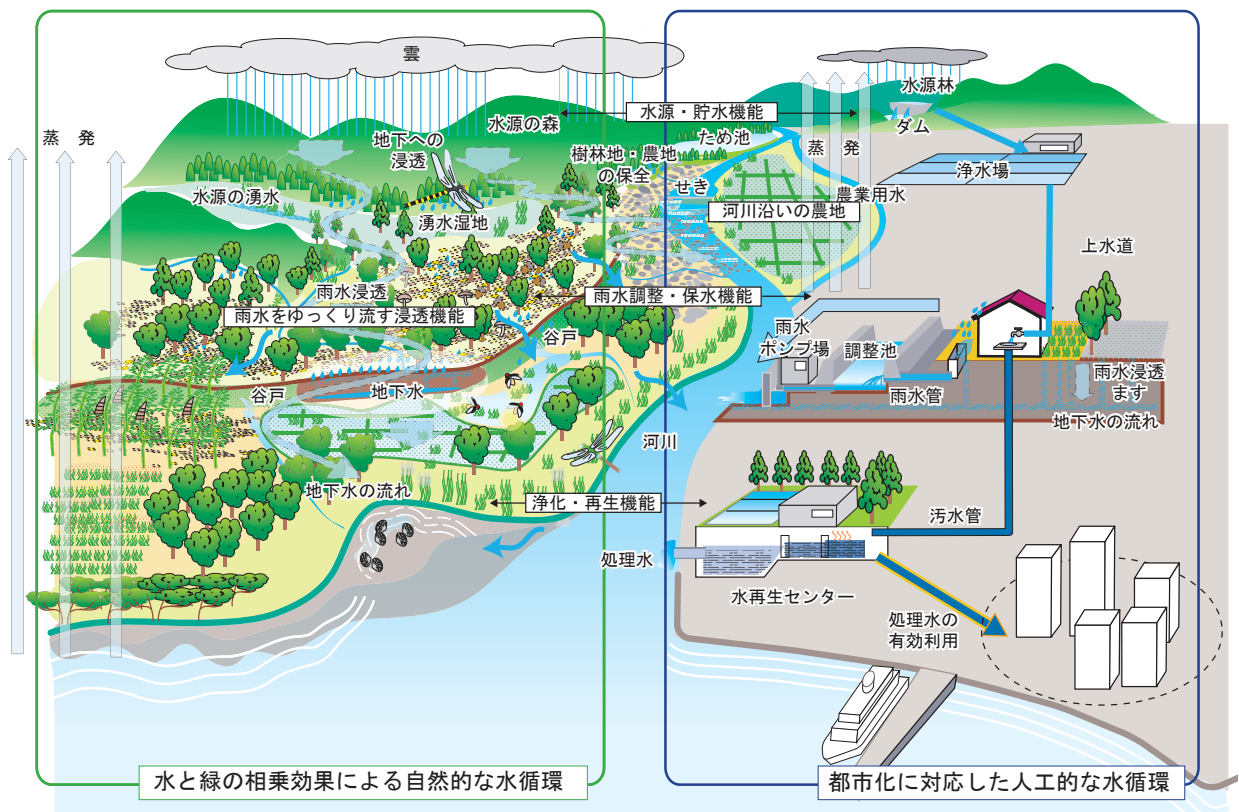 雲
水源林
水源・貯水機能
ダム
水源の森
蒸 発
地下への
浸透
ため池
蒸 発
樹林地・農地
の保全
浄水場
せき
農業用水
水源の湧水
湧水湿地
河川沿いの農地
上水道
雨水浸透
雨水調整・保水機能
雨水をゆっくり流す浸透機能
谷戸
雨水
ポンプ場
調整池
雨水浸透
ます
谷戸
地下水
雨水管
地下水の流れ
河川
地下水の流れ
浄化・再生機能
汚水管
処理水
水再生センター
処理水の
有効利用
水と緑の相乗効果による自然的な水循環
都市化に対応した人工的な水循環